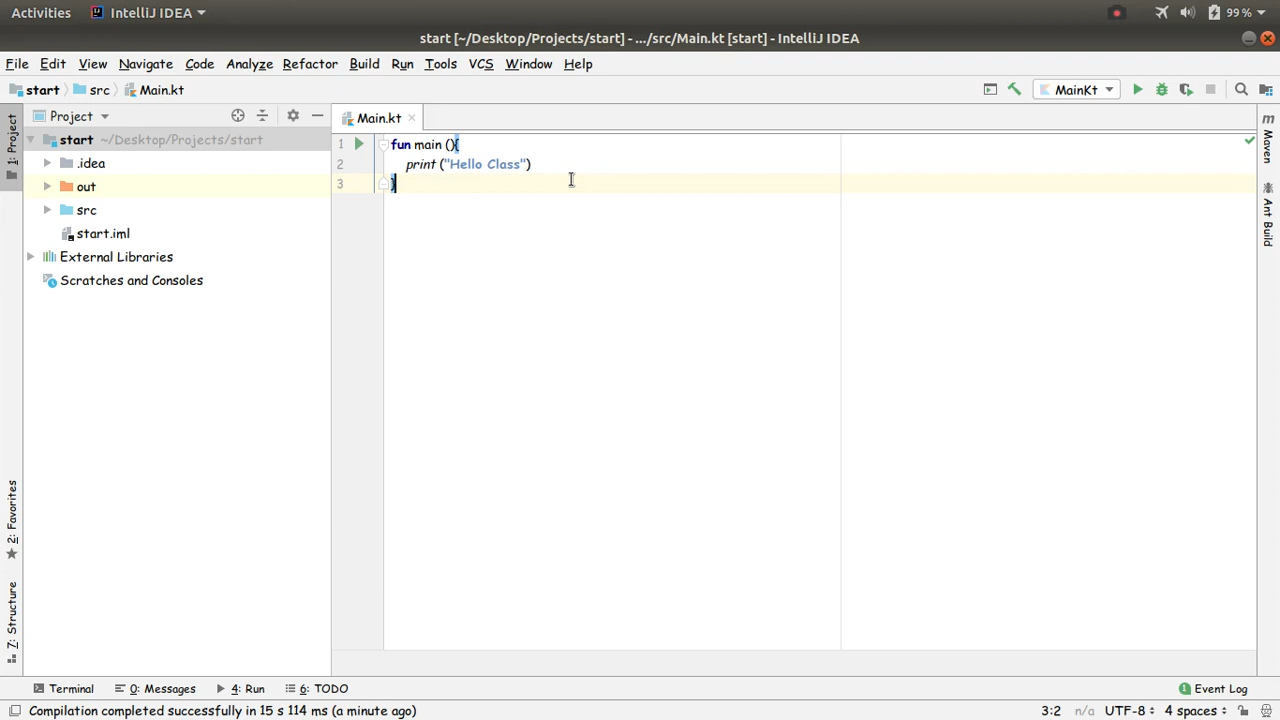 Activities IntelliJ IDEA 99 %
start [~/Desktop/Projects/start] - .../src/Main.kt [start] - IntelliJ IDEA
File Edit View Navigate Code Analyze Refactor Build Run Tools VCS Window Help
start src Main.kt MainKt
1: Project
Project
Main.kt
start ~/Desktop/Projects/start
.idea
out
src
start.iml
External Libraries
Scratches and Consoles
1 fun main (){
2 print ("Hello Class")
3 }
Maven
Ant Build
2: Favorites
7: Structure
Terminal 0: Messages 4: Run 6: TODO 1 Event Log
Compilation completed successfully in 15 s 114 ms (a minute ago) 3:2 n/a UTF-8 4 spaces